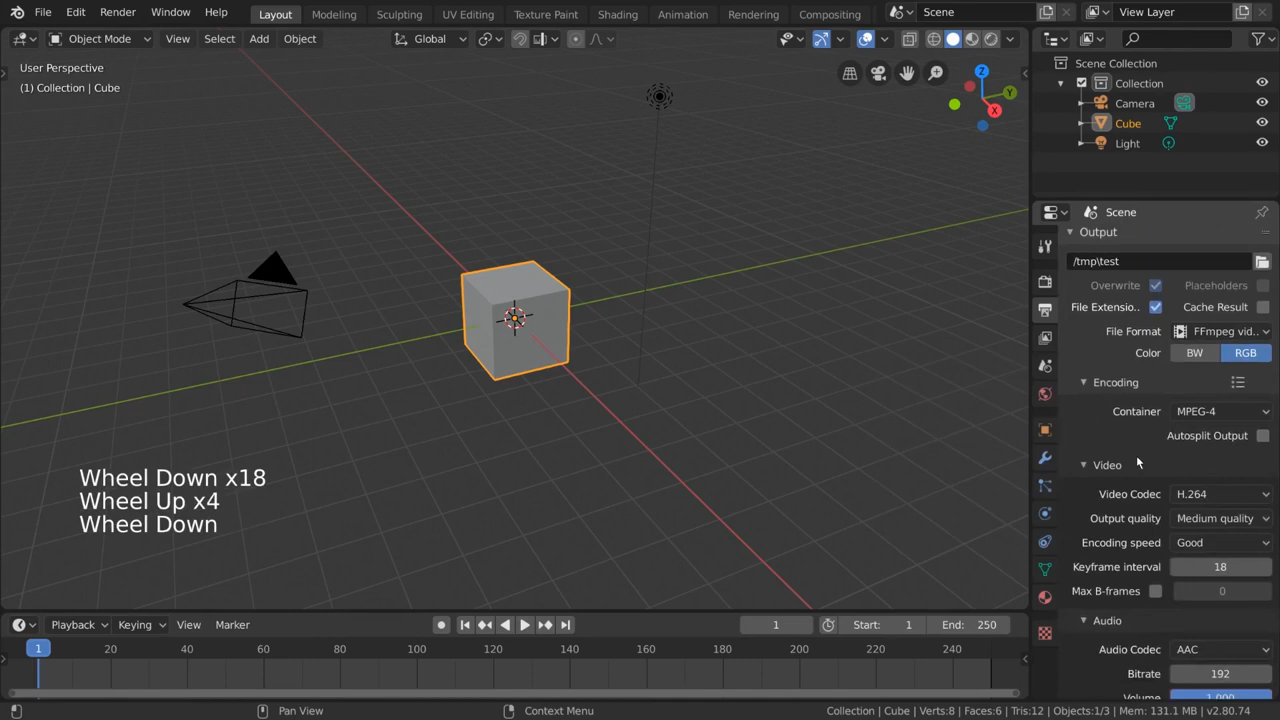 File Edit Render Window Help Layout Modeling Sculpting UV Editing Texture Paint Shading Animation Rendering Compositing Scene View Layer
Object Mode View Select Add Object Global
User Perspective
(1) Collection | Cube
Z
Y
X
Scene Collection
Collection
Camera
Cube
Light
Scene
Output
/tmp\test
Overwrite Placeholders
File Extensio.. Cache Result
File Format FFmpeg vid..
Color BW RGB
Encoding
Container MPEG-4
Autosplit Output
Video
Video Codec H.264
Output quality Medium quality
Encoding speed Good
Keyframe interval 18
Max B-frames 0
Audio
Audio Codec AAC
Bitrate 192
Volume 1.000
Wheel Down x18
Wheel Up x4
Wheel Down
Playback Keying View Marker 1 Start: 1 End: 250
1 20 40 60 80 100 120 140 160 180 200 220 240
Pan View Context Menu Collection | Cube | Verts:8 | Faces:6 | Tris:12 | Objects:1/3 | Mem: 131.1 MB | v2.80.74